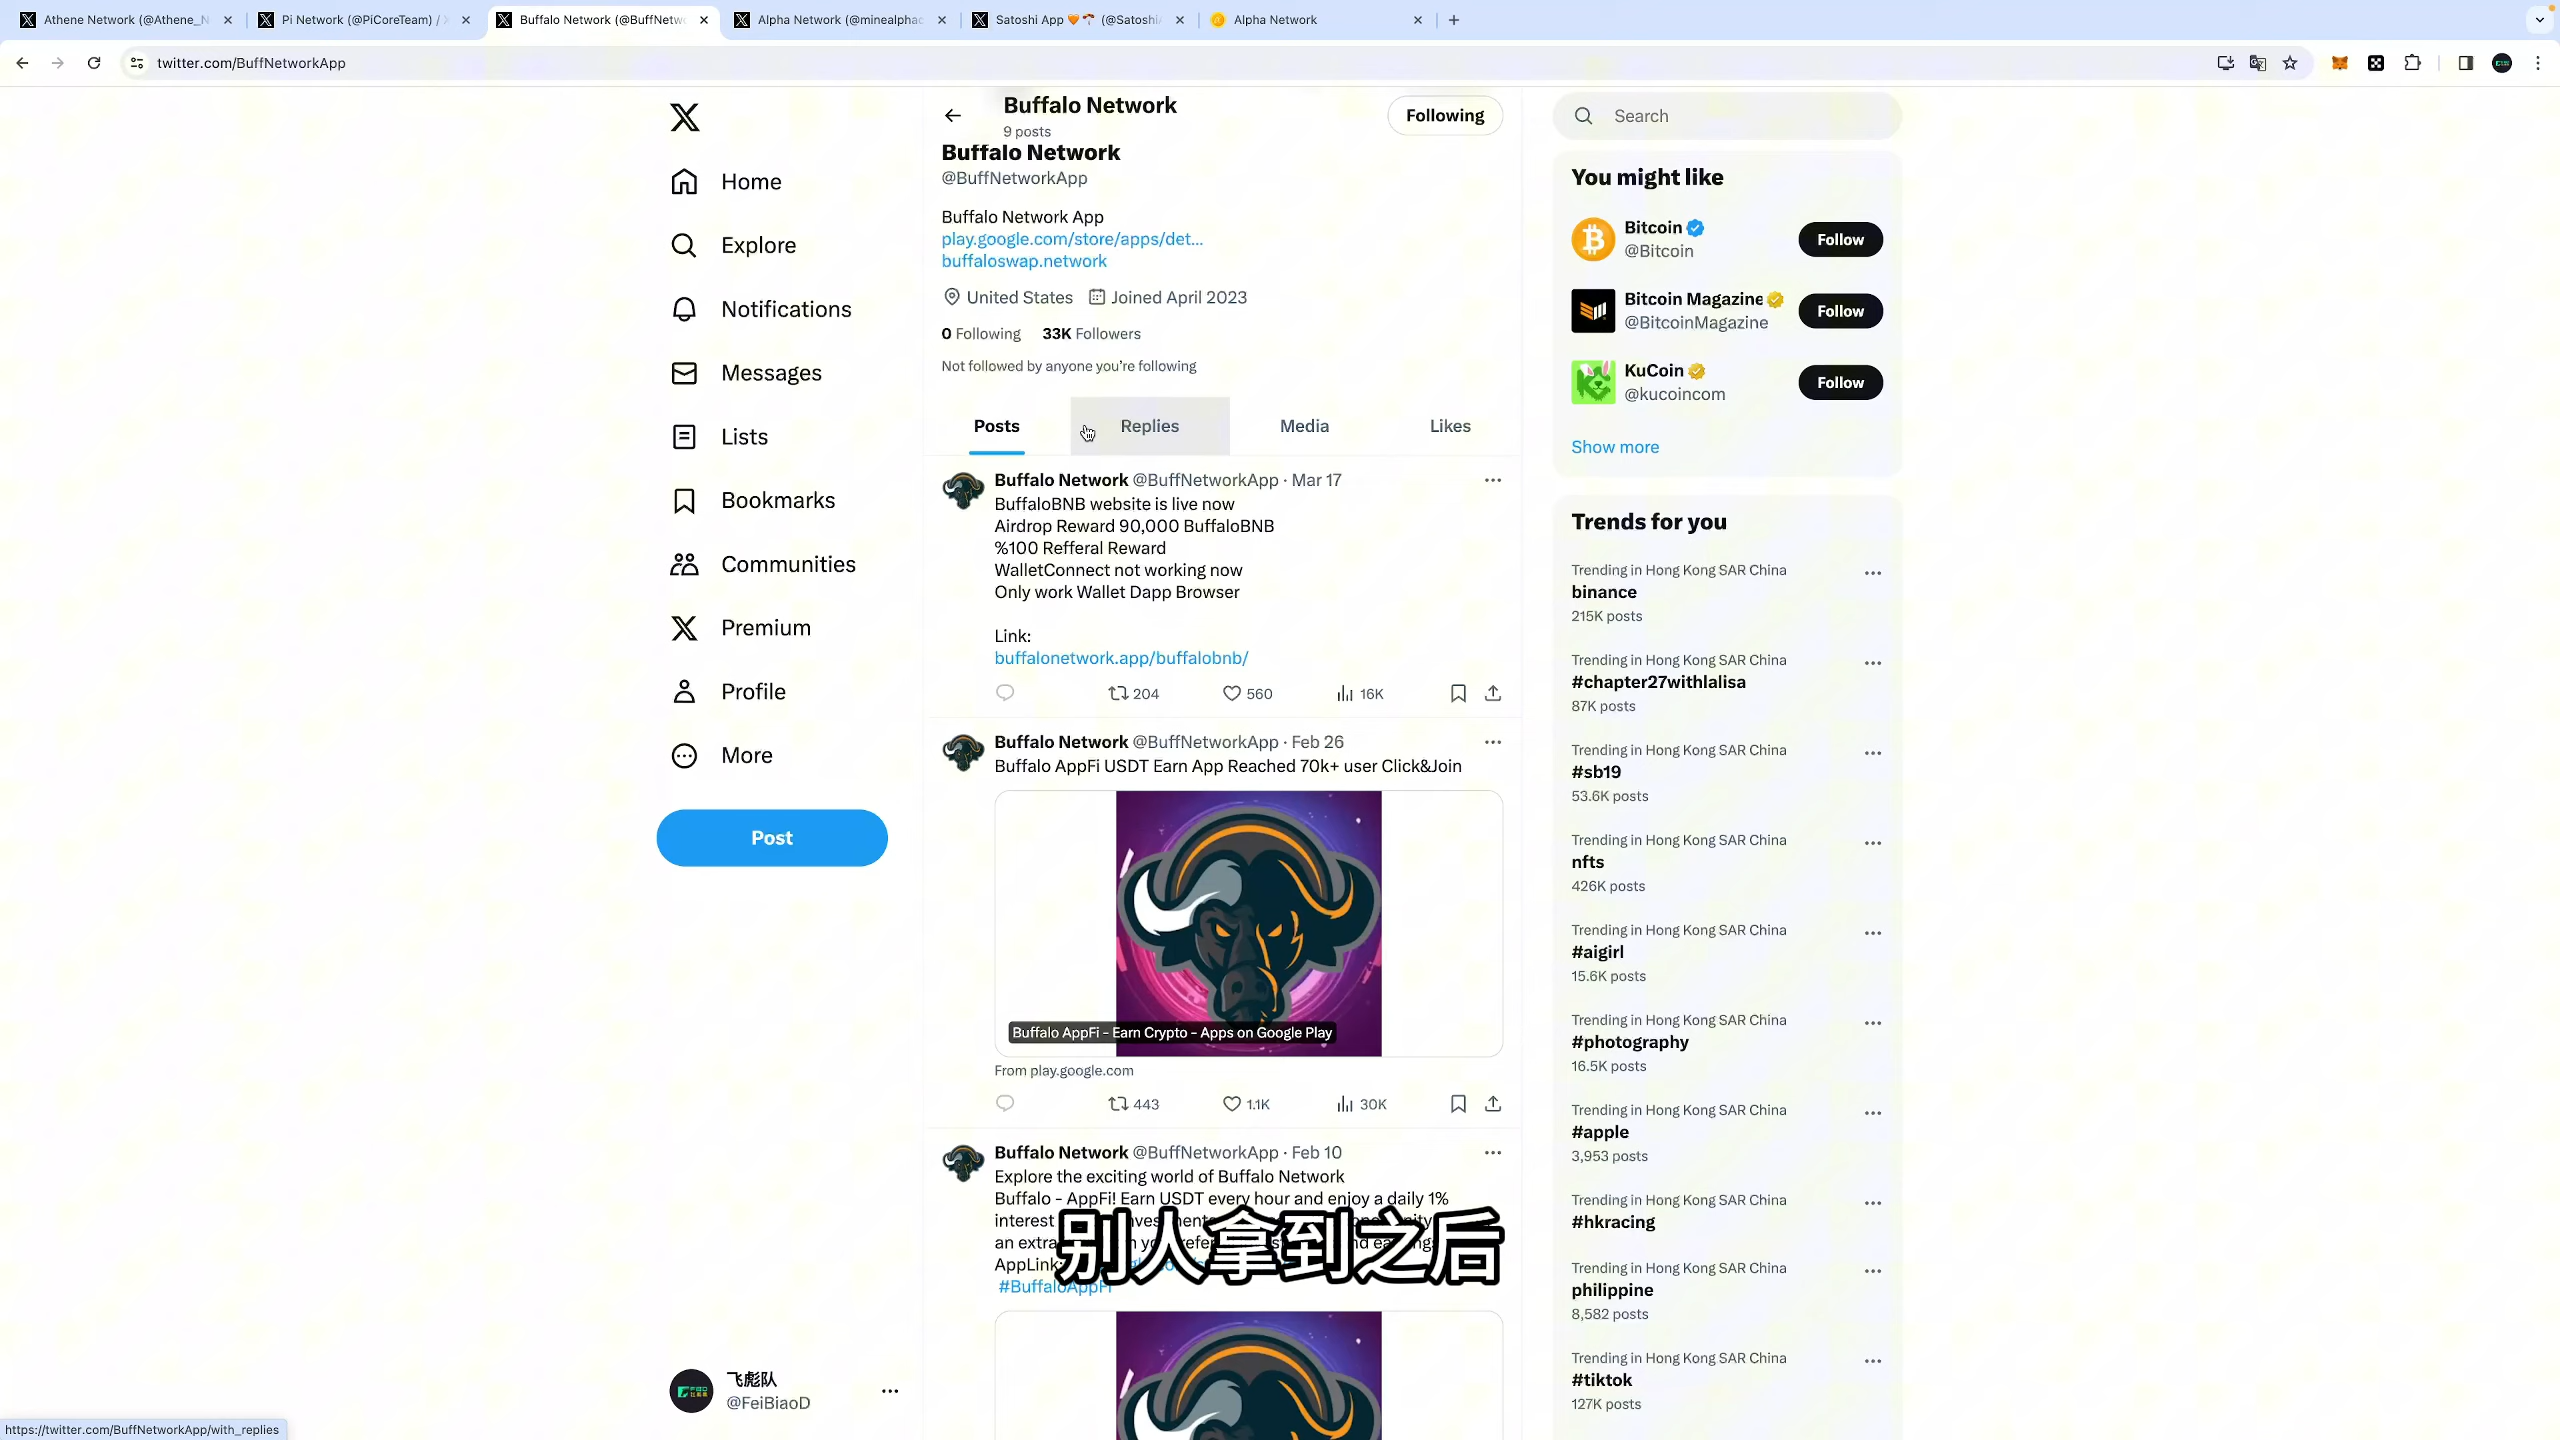 Athene Network (@Athene_N
Pi Network (@PiCoreTeam) / X
Buffalo Network (@BuffNetwo
Alpha Network (@minealphac
Satoshi App 🧡 (@Satoshi
Alpha Network
twitter.com/BuffNetworkApp
Home
Explore
Notifications
Messages
Lists
Bookmarks
Communities
Premium
Profile
More
Post
飞彪队
@FeiBiaoD
https://twitter.com/BuffNetworkApp/with_replies
Buffalo Network
9 posts
Following
Buffalo Network
@BuffNetworkApp
Buffalo Network App
play.google.com/store/apps/det...
buffaloswap.network
United States Joined April 2023
0 Following 33K Followers
Not followed by anyone you're following
Posts Replies Media Likes
Buffalo Network @BuffNetworkApp · Mar 17
BuffaloBNB website is live now
Airdrop Reward 90,000 BuffaloBNB
%100 Refferal Reward
WalletConnect not working now
Only work Wallet Dapp Browser
Link:
buffalonetwork.app/buffalobnb/
204 560 16K
Buffalo Network @BuffNetworkApp · Feb 26
Buffalo AppFi USDT Earn App Reached 70k+ user Click&Join
Buffalo AppFi - Earn Crypto - Apps on Google Play
From play.google.com
443 1.1K 30K
Buffalo Network @BuffNetworkApp · Feb 10
Explore the exciting world of Buffalo Network
Buffalo - AppFi! Earn USDT every hour and enjoy a daily 1%
interest
an extra
AppLink:
#BuffaloAppFi
别人拿到之后
Search
You might like
Bitcoin
@Bitcoin
Follow
Bitcoin Magazine
@BitcoinMagazine
Follow
KuCoin
@kucoincom
Follow
Show more
Trends for you
Trending in Hong Kong SAR China
binance
215K posts
Trending in Hong Kong SAR China
#chapter27withlalisa
87K posts
Trending in Hong Kong SAR China
#sb19
53.6K posts
Trending in Hong Kong SAR China
nfts
426K posts
Trending in Hong Kong SAR China
#aigirl
15.6K posts
Trending in Hong Kong SAR China
#photography
16.5K posts
Trending in Hong Kong SAR China
#apple
3,953 posts
Trending in Hong Kong SAR China
#hkracing
Trending in Hong Kong SAR China
philippine
8,582 posts
Trending in Hong Kong SAR China
#tiktok
127K posts